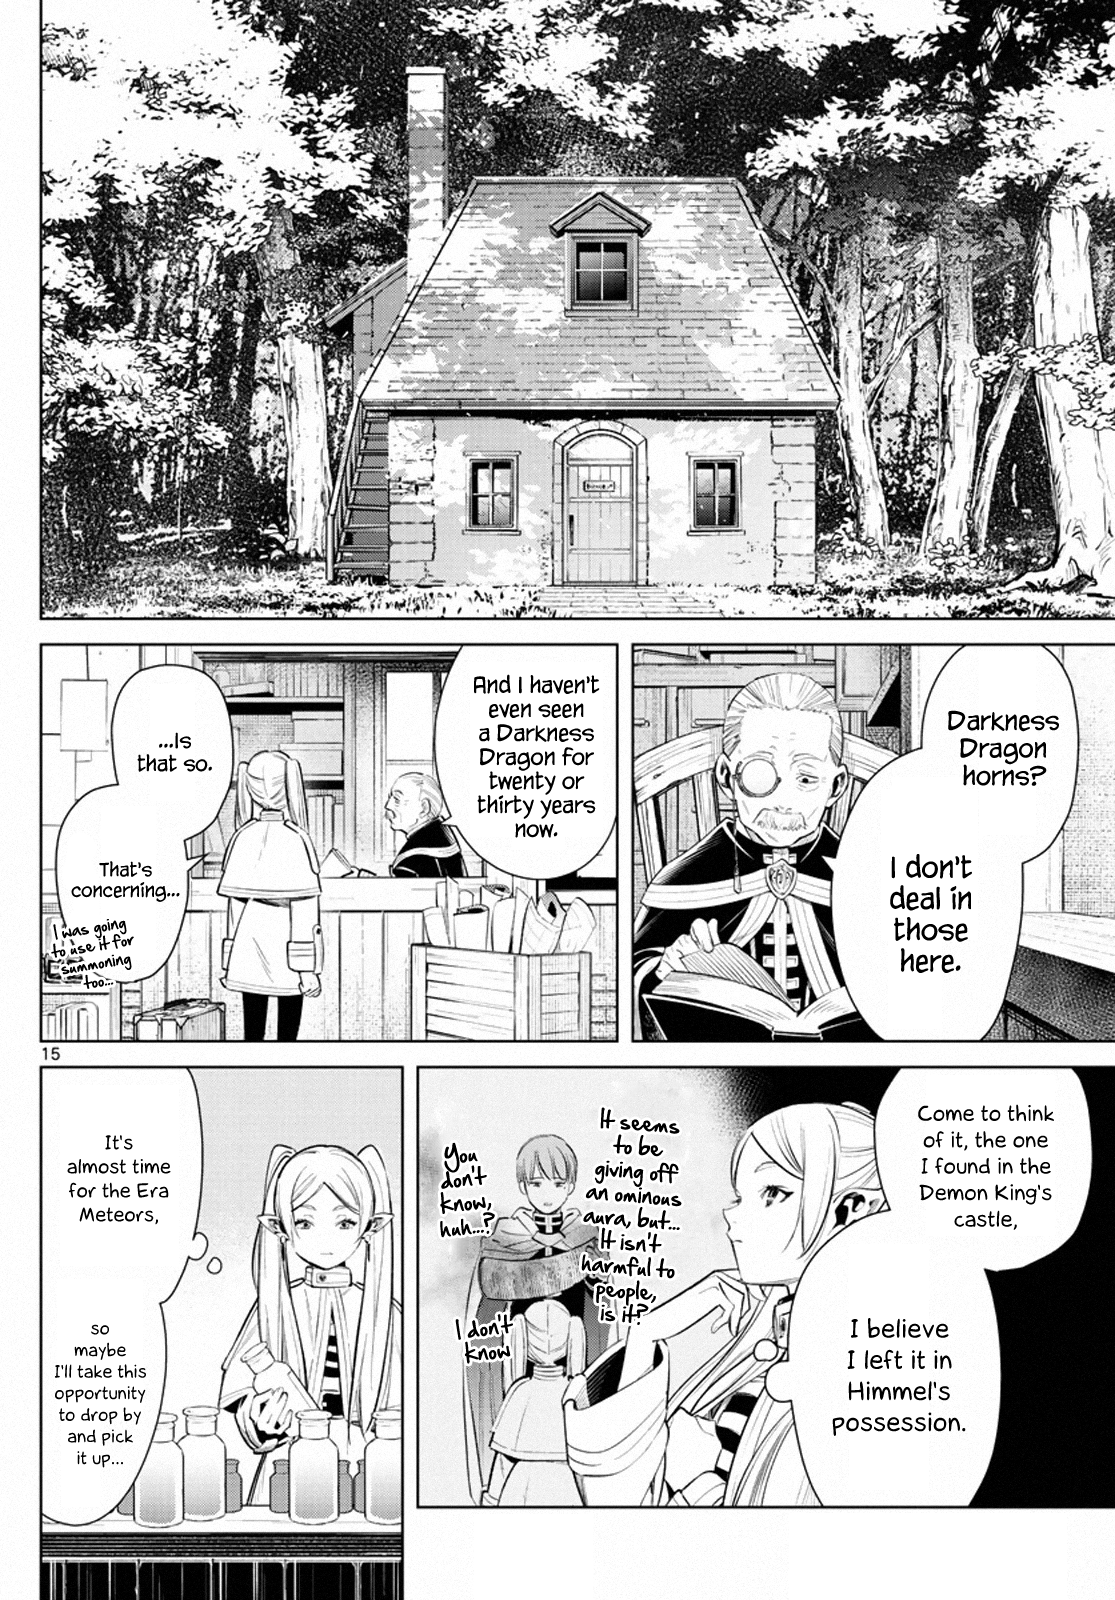 Darkness
Dragon
horns?
I don't
deal in
those
here.
And I haven't
even seen
a Darkness
Dragon for
twenty or
thirty years
now.
...Is
that so.
That's
concerning...
I was going
to use it for
summoning
too...
15
Come to think
of it, the one
I found in the
Demon King's
castle,
I believe
I left it in
Himmel's
possession.
It seems
to be
giving off
an ominous
aura, but...
It isn't
harmful to
people,
is it?
I don't
know
You
don't
know,
huh...?
It's
almost time
for the Era
Meteors,
so
maybe
I'll take this
opportunity
to drop by
and pick
it up...